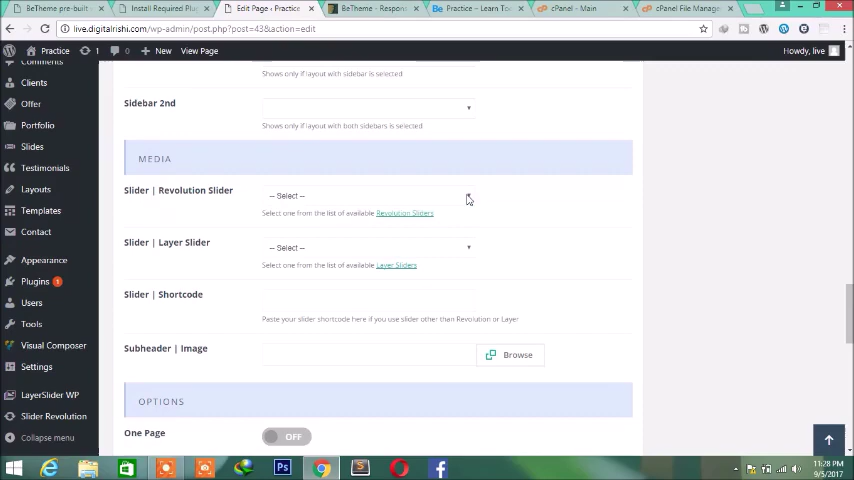 BeTheme pre-built
Install Required Plu
Edit Page ‹ Practice
BeTheme - Respons
Practice – Learn To
cPanel - Main
cPanel File Manage
live.digitalrishi.com/wp-admin/post.php?post=43&action=edit
Practice
1
0
New
View Page
Howdy, live
Comments
Clients
Offer
Portfolio
Slides
Testimonials
Layouts
Templates
Contact
Appearance
Plugins 1
Users
Tools
Visual Composer
Settings
LayerSlider WP
Slider Revolution
Collapse menu
Shows only if layout with sidebar is selected
Sidebar 2nd
Shows only if layout with both sidebars is selected
MEDIA
Slider | Revolution Slider
-- Select --
Select one from the list of available Revolution Sliders
Slider | Layer Slider
-- Select --
Select one from the list of available Layer Sliders
Slider | Shortcode
Paste your slider shortcode here if you use slider other than Revolution or Layer
Subheader | Image
Browse
OPTIONS
One Page
OFF
11:28 PM
9/5/2017